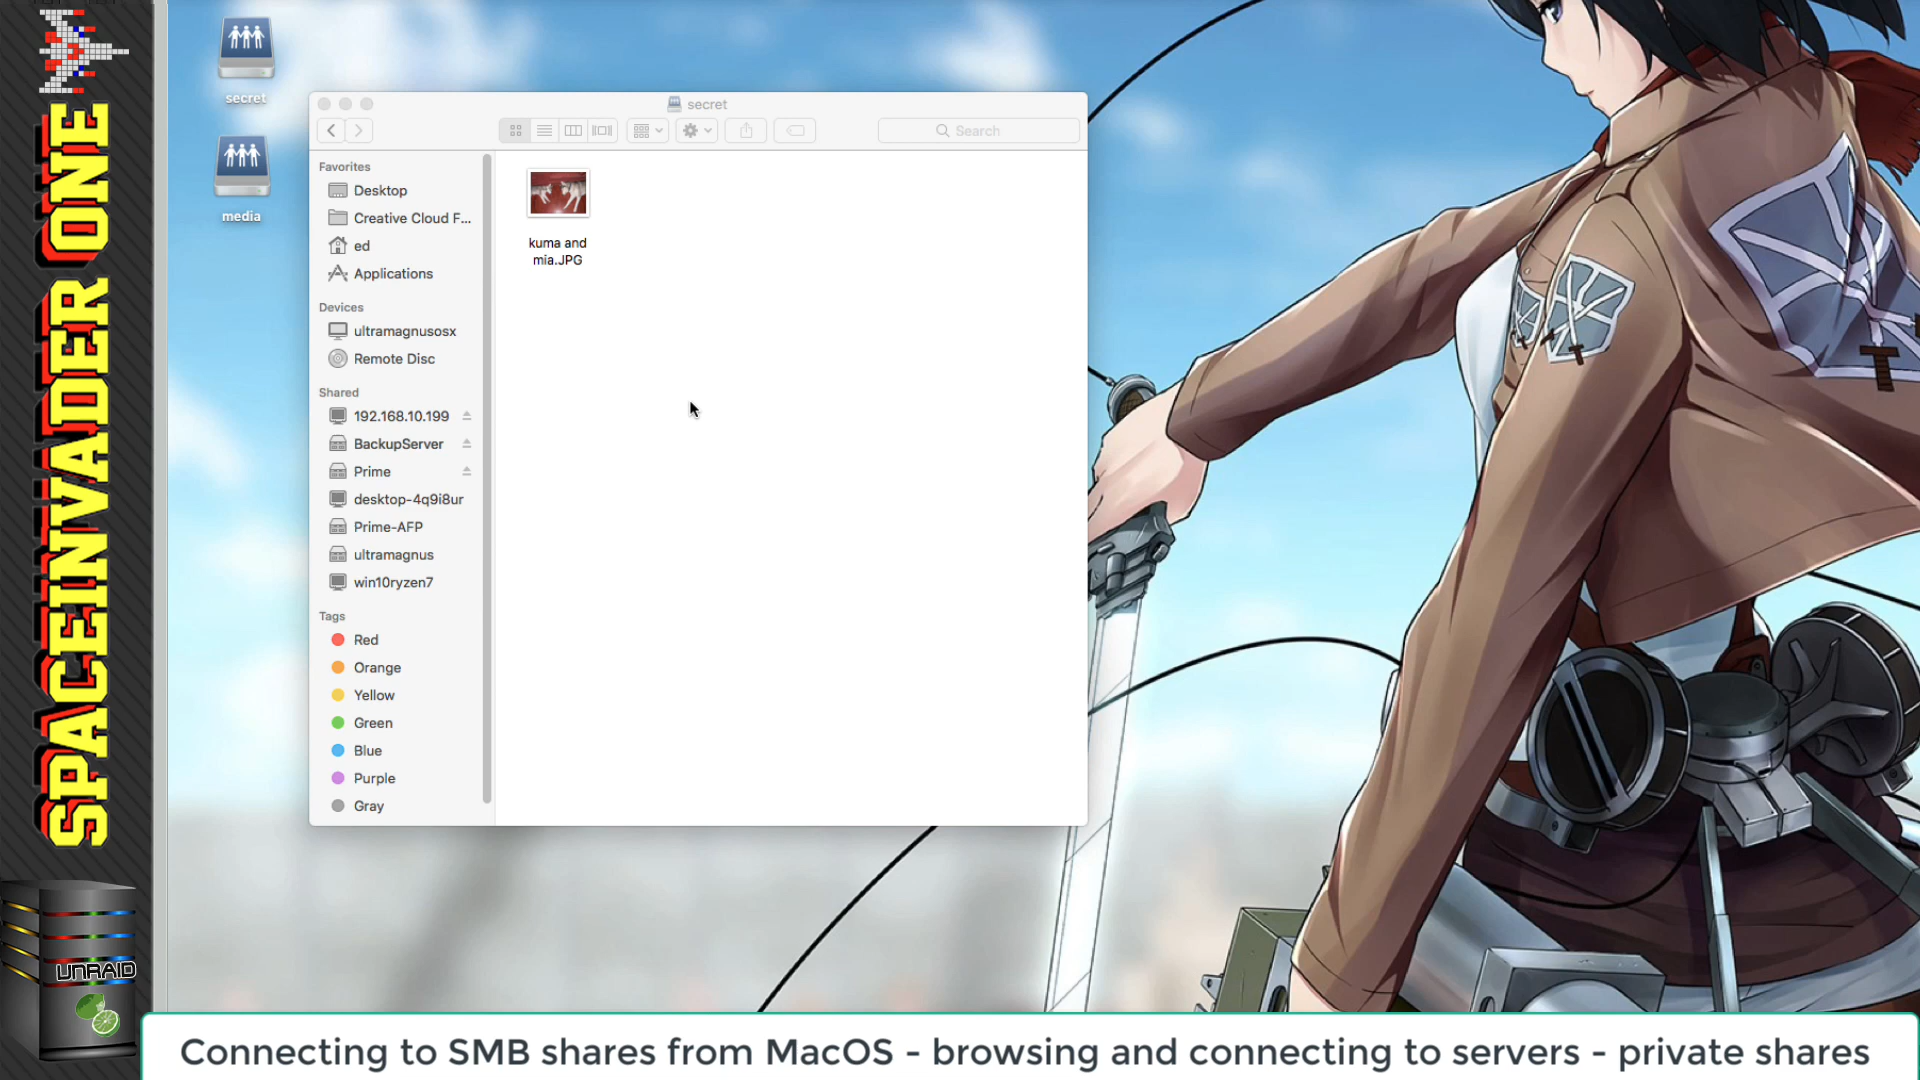 SPACEINVADER ONE
secret
media
secret
Search
Favorites
Desktop
Creative Cloud F...
ed
Applications
Devices
ultramagnusosx
Remote Disc
Shared
192.168.10.199
BackupServer
Prime
desktop-4q9i8ur
Prime-AFP
ultramagnus
win10ryzen7
Tags
Red
Orange
Yellow
Green
Blue
Purple
Gray
kuma and
mia.JPG
UNRAID
Connecting to SMB shares from MacOS - browsing and connecting to servers - private shares